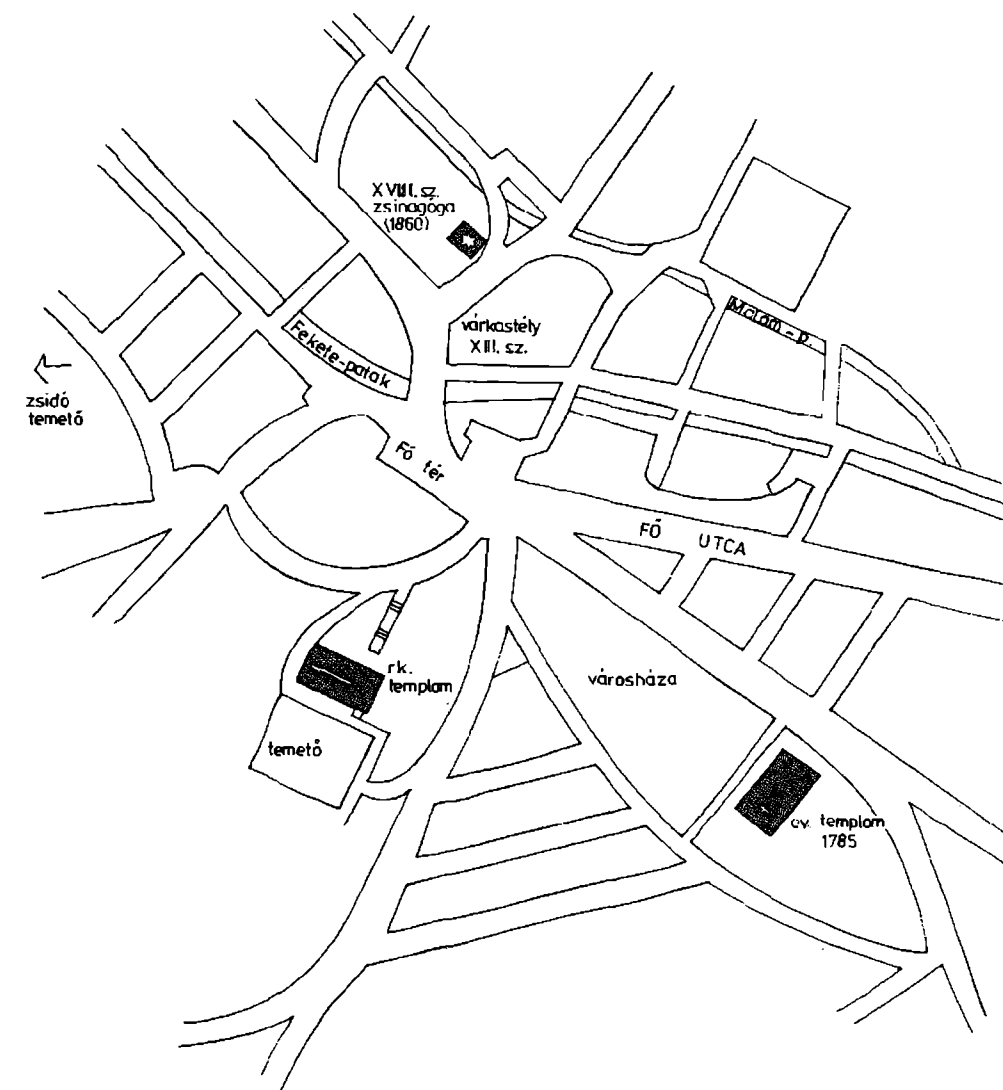 XVIII. sz.
zsinagóga
(1860)
várkastély
XIII. sz.
Malom-p.
Fekete-patak
zsidó
temető
Fő tér
FŐ UTCA
rk.
templom
városháza
temető
ev. templom
1785